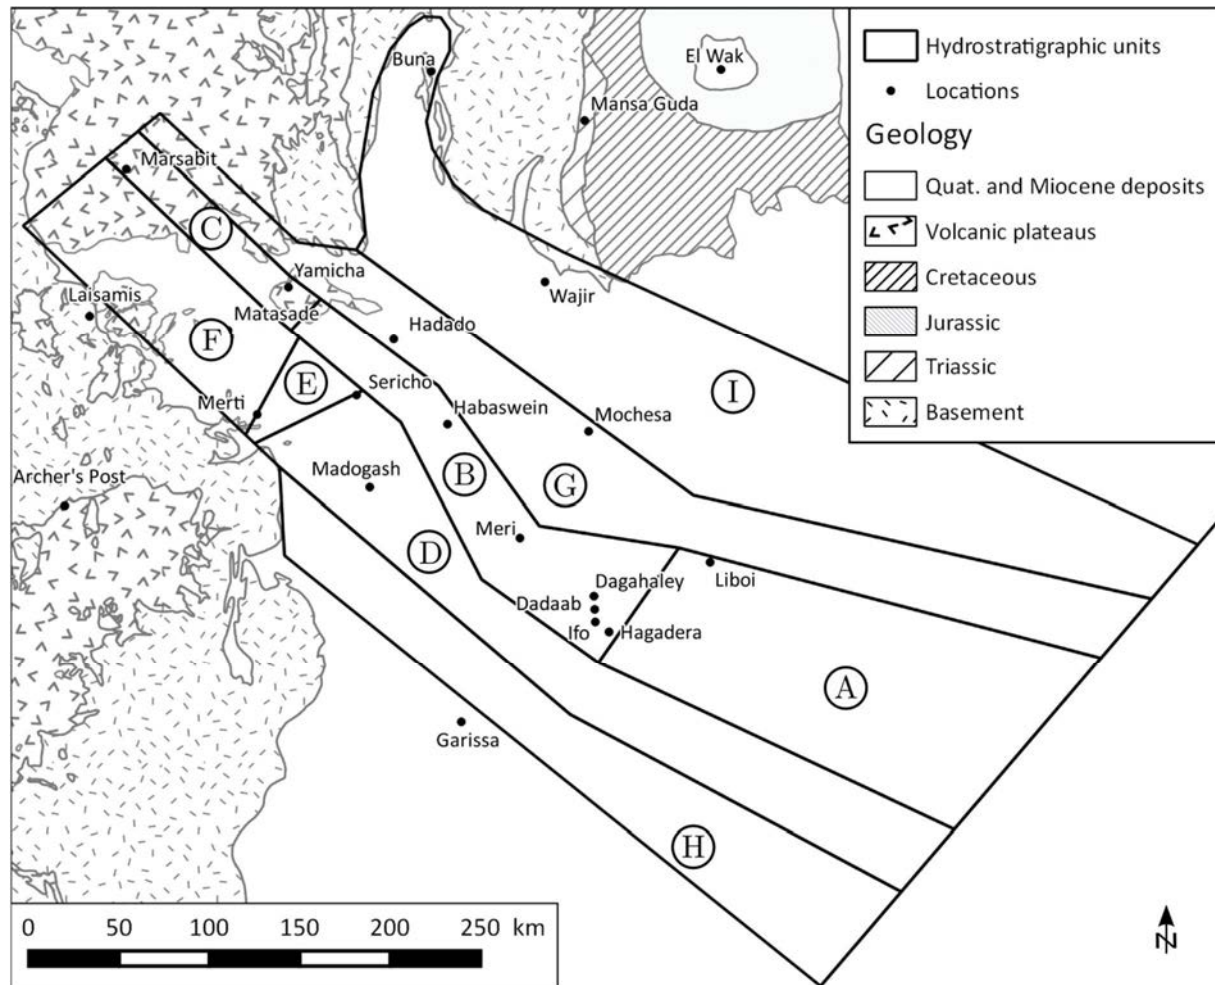 Buna
El Wak
Mansa Guda
Marsabit
C
Yamicha
Wajir
Laisamis
Matasade
F
Hadado
E
Sericho
I
Merti
Habaswein
Mochesa
Archer's Post
Madogash
B
G
Meri
D
Dagahaley
Liboi
Dadaab
Ifo
Hagadera
A
Garissa
H
Hydrostratigraphic units
Locations
Geology
Quat. and Miocene deposits
Volcanic plateaus
Cretaceous
Jurassic
Triassic
Basement
0 50 100 150 200 250 km
N